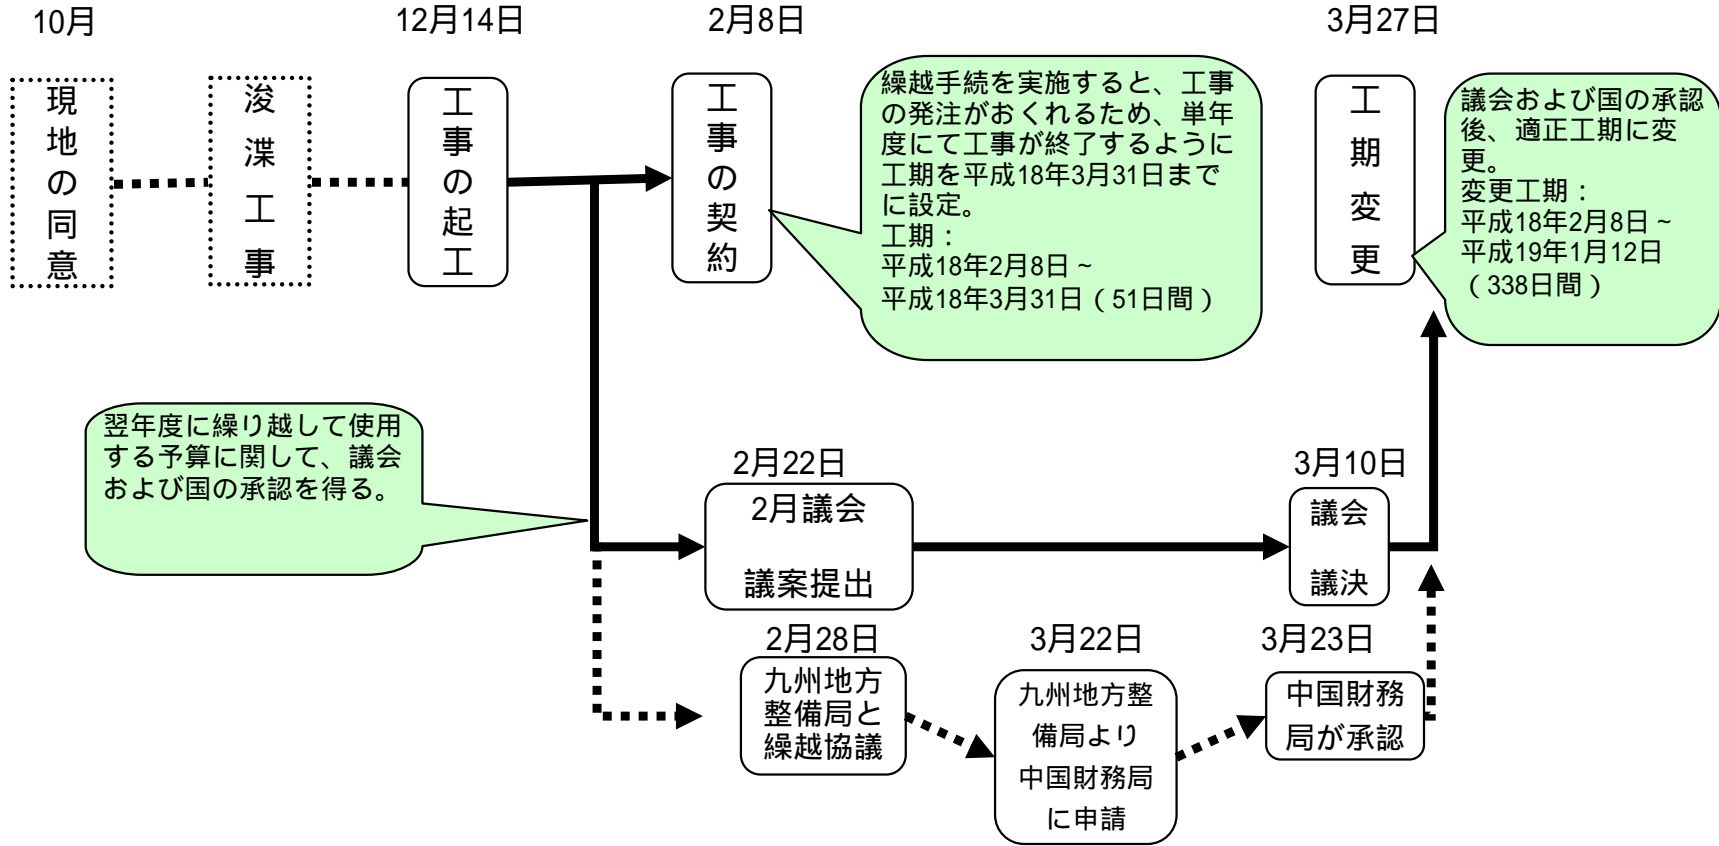 10月
12月14日
2月8日
3月27日
現地の同意
浚渫工事
工事の起工
工事の契約
繰越手続を実施すると、工事
の発注がおくれるため、単年
度にて工事が終了するように
工期を平成18年3月31日まで
に設定。
工期：
平成18年2月8日～
平成18年3月31日（51日間）
工期変更
議会および国の承認
後、適正工期に変
更。
変更工期：
平成18年2月8日～
平成19年1月12日
（338日間）
翌年度に繰り越して使用
する予算に関して、議会
および国の承認を得る。
2月22日
2月議会
議案提出
3月10日
議会
議決
2月28日
九州地方
整備局と
繰越協議
3月22日
九州地方整
備局より
中国財務局
に申請
3月23日
中国財務
局が承認